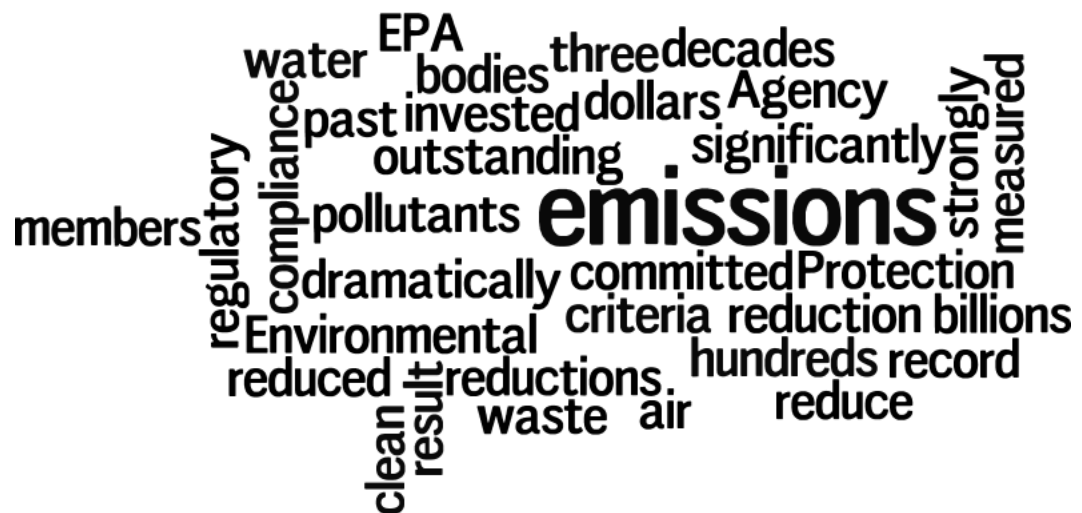 EPA
water
bodies
three
decades
past
invested
dollars
Agency
outstanding
significantly
strongly
measured
compliance
regulatory
members
pollutants
emissions
dramatically
committed
Protection
criteria
reduction
billions
Environmental
hundreds
record
reduced
result
reductions
reduce
waste
air
clean